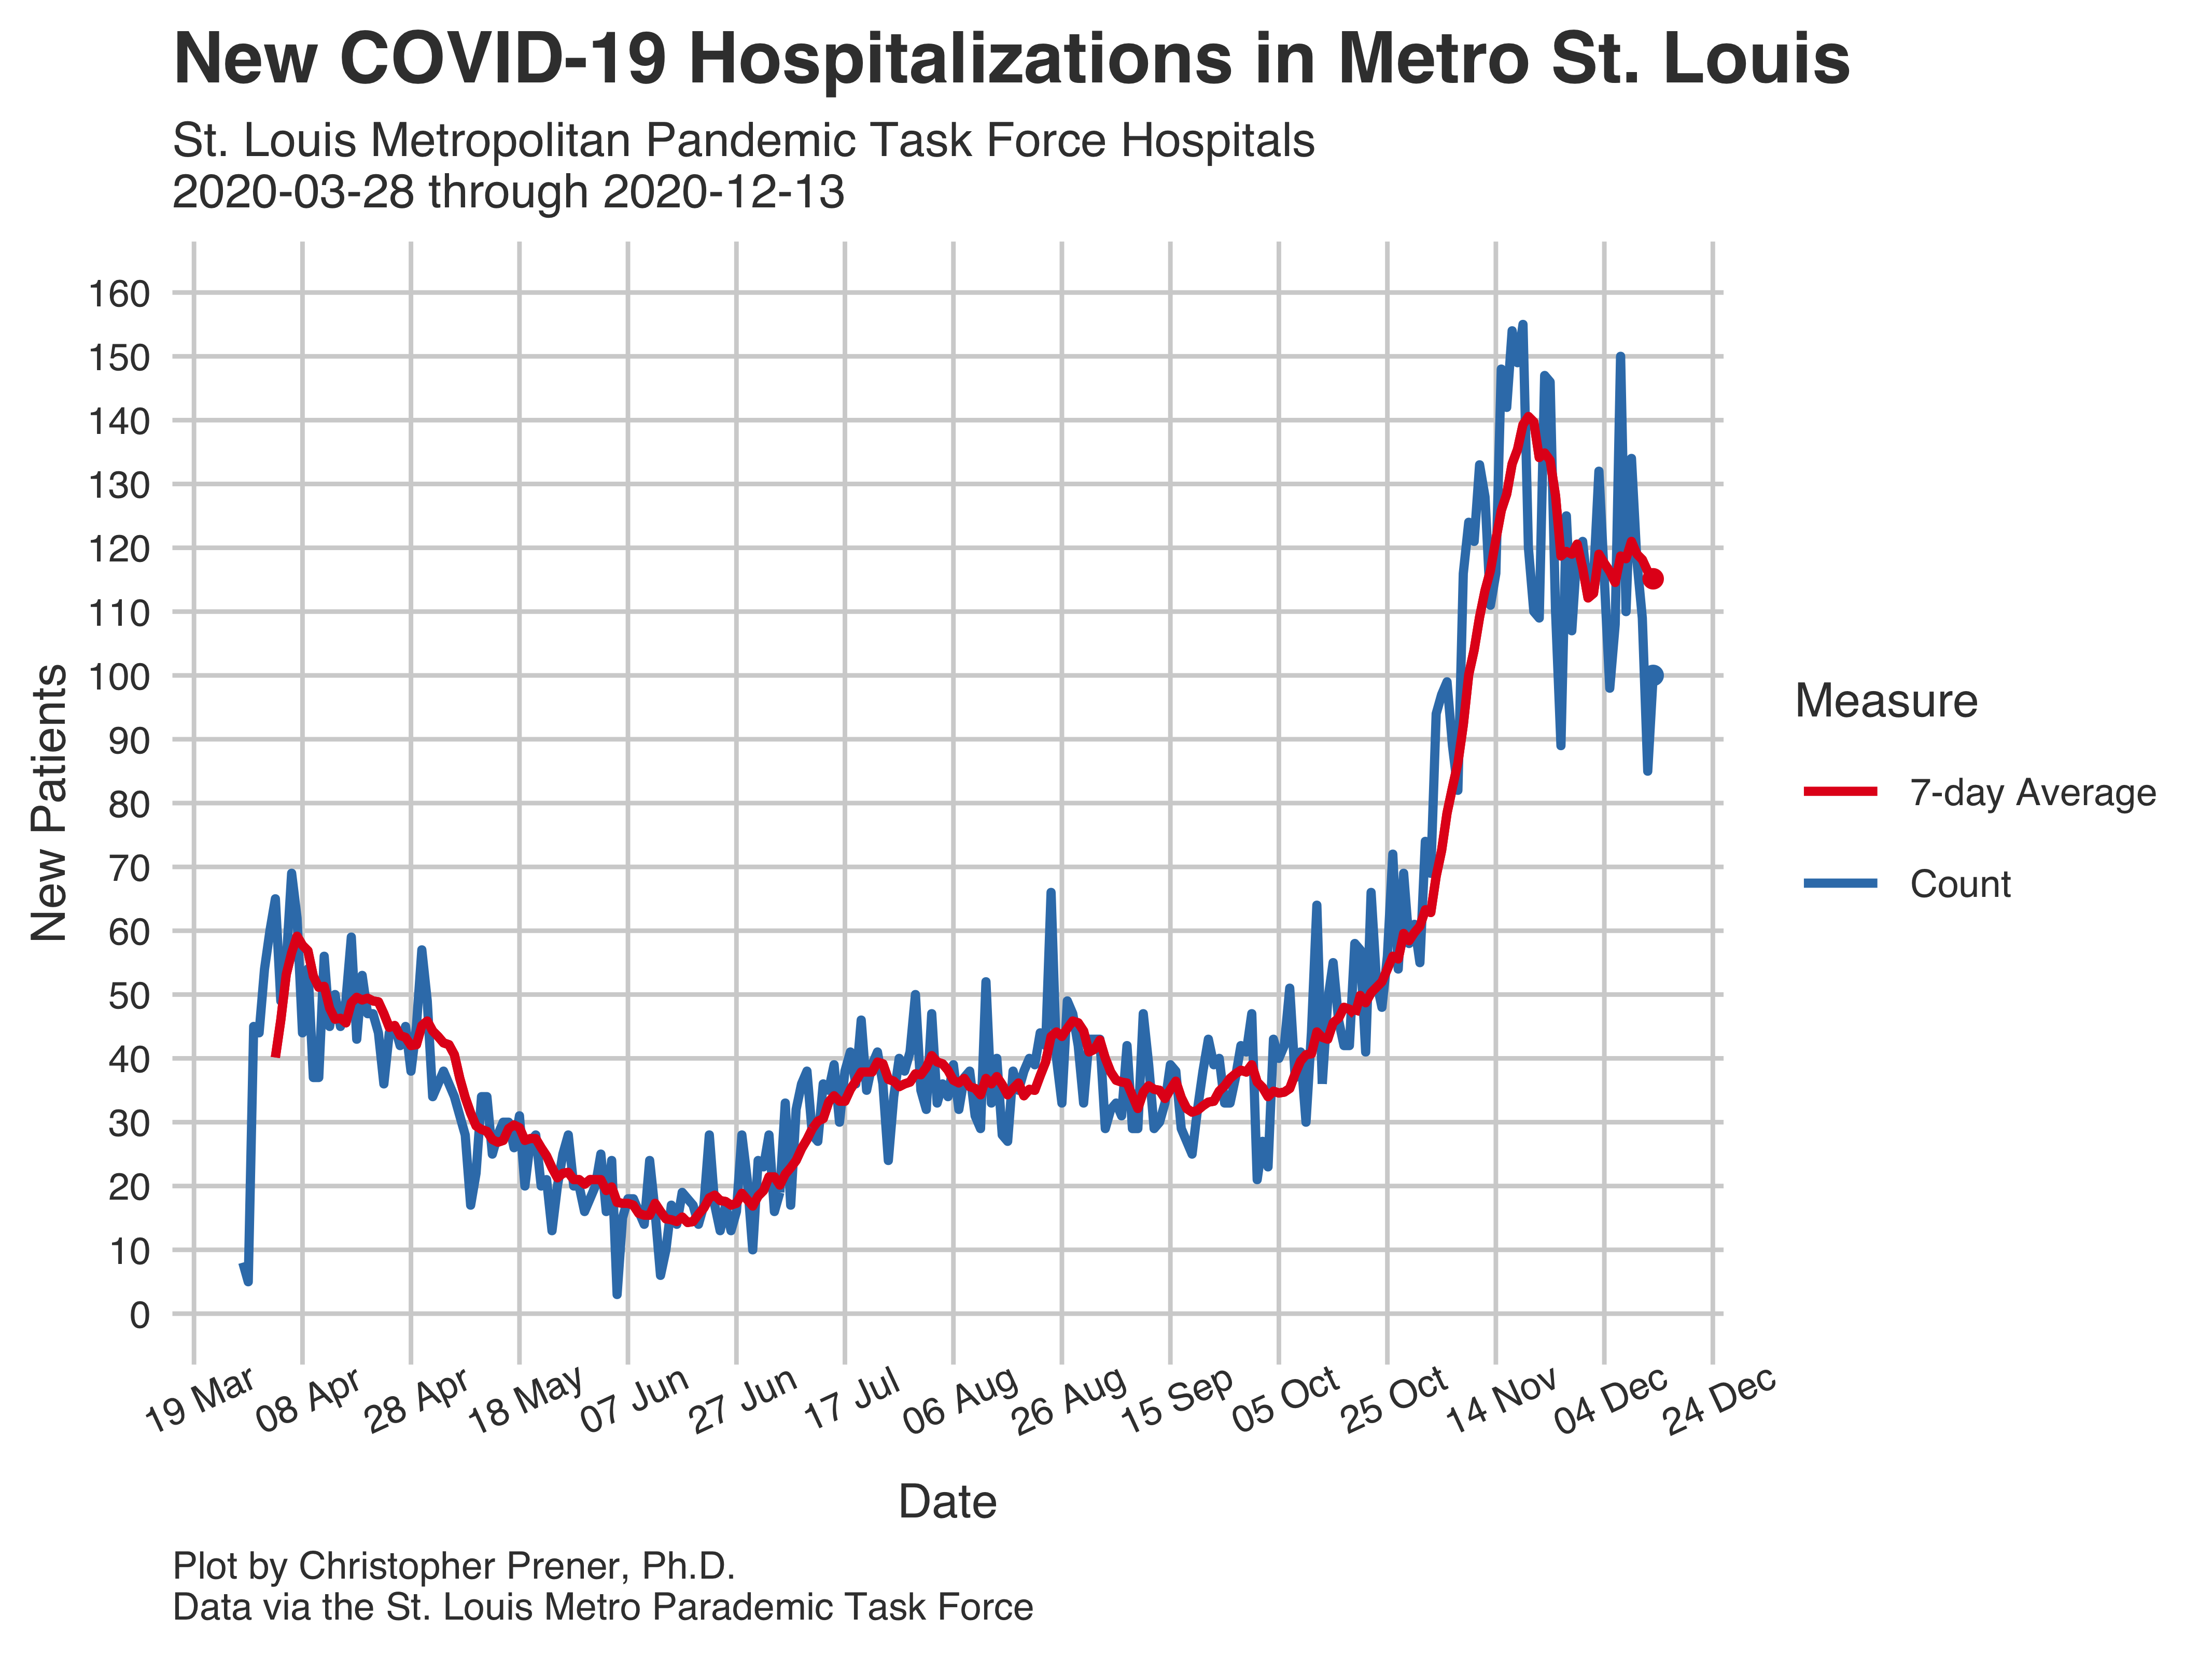 New COVID-19 Hospitalizations in Metro St. Louis
St. Louis Metropolitan Pandemic Task Force Hospitals
2020-03-28 through 2020-12-13
160
150
140
130
120
110
100
90
80
70
60
50
40
30
20
10
0
New Patients
19 Mar
08 Apr
28 Apr
18 May
07 Jun
27 Jun
17 Jul
06 Aug
26 Aug
15 Sep
05 Oct
25 Oct
14 Nov
04 Dec
24 Dec
Date
Measure
7-day Average
Count
Plot by Christopher Prener, Ph.D.
Data via the St. Louis Metro Parademic Task Force